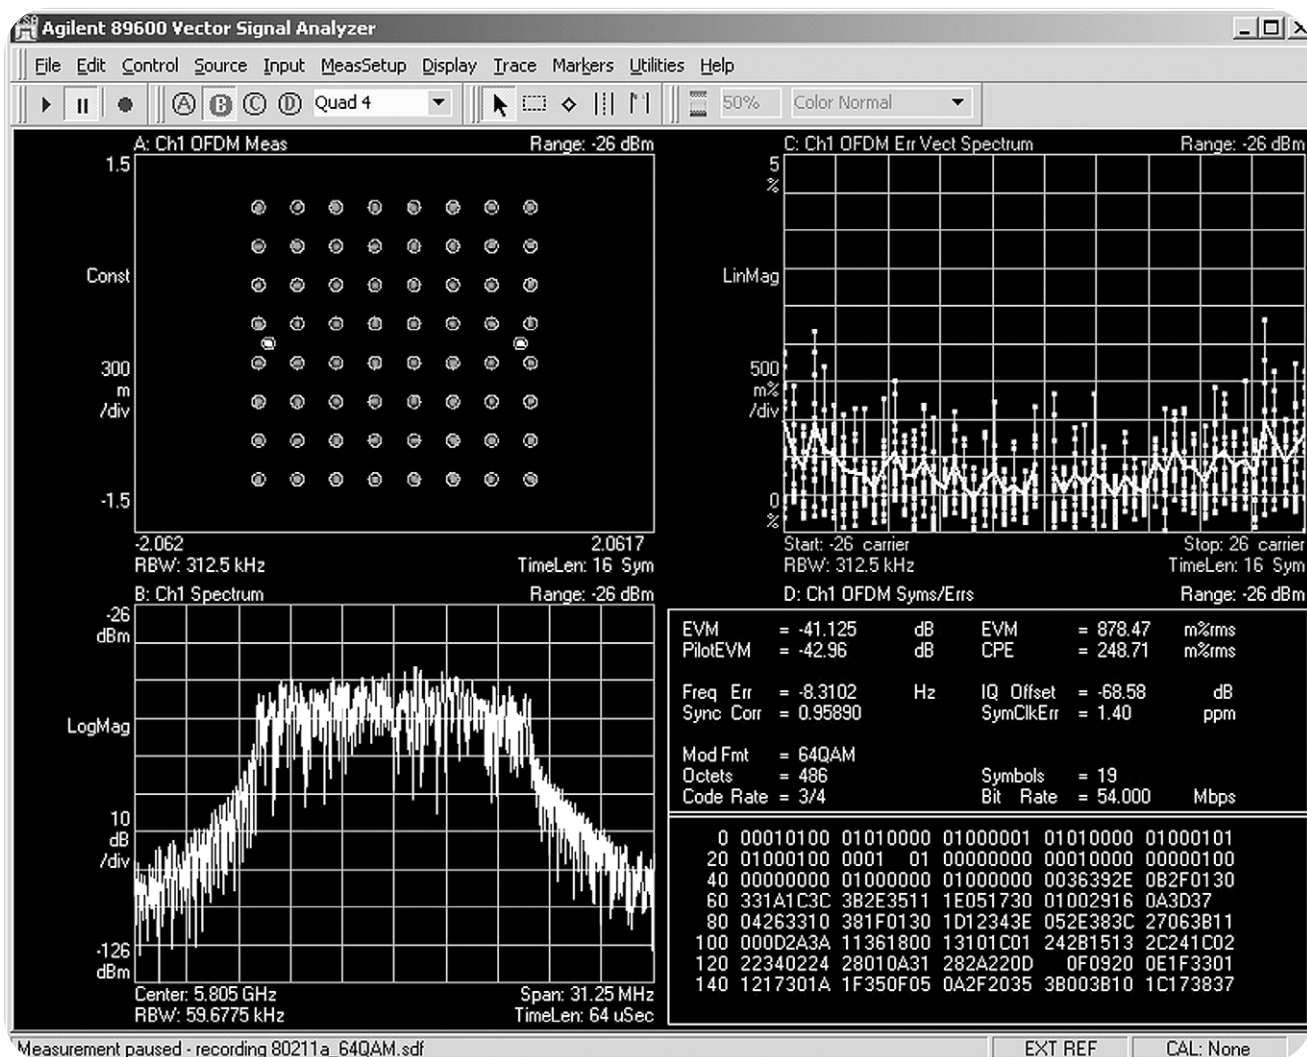 Agilent 89600 Vector Signal Analyzer
File Edit Control Source Input MeasSetup Display Trace Markers Utilities Help
A B C D Quad 4 50% Color Normal
A: Ch1 OFDM Meas Range: -26 dBm
1.5
Const
300
m
/div
-1.5
-2.062 2.0617
RBW: 312.5 kHz TimeLen: 16 Sym
C: Ch1 OFDM Err Vect Spectrum Range: -26 dBm
5
%
LinMag
500
m%
/div
0
%
Start: -26 carrier Stop: 26 carrier
RBW: 312.5 kHz TimeLen: 16 Sym
B: Ch1 Spectrum Range: -26 dBm
-26
dBm
LogMag
10
dB
/div
-126
dBm
Center: 5.805 GHz Span: 31.25 MHz
RBW: 59.6775 kHz TimeLen: 64 uSec
D: Ch1 OFDM Syms/Errs Range: -26 dBm
EVM = -41.125 dB EVM = 878.47 m%rms
PilotEVM = -42.96 dB CPE = 248.71 m%rms
Freq Err = -8.3102 Hz IQ Offset = -68.58 dB
Sync Corr = 0.95890 SymClkErr = 1.40 ppm
Mod Fmt = 64QAM
Octets = 486 Symbols = 19
Code Rate = 3/4 Bit Rate = 54.000 Mbps
0 00010100 01010000 01000001 01010000 01000101
20 01000100 0001 01 00000000 00010000 00000100
40 00000000 01000000 01000000 0036392E 0B2F0130
60 331A1C3C 3B2E3511 1E051730 01002916 0A3D37
80 04263310 381F0130 1D12343E 052E383C 27063B11
100 000D2A3A 11361800 13101C01 242B1513 2C241C02
120 22340224 28010A31 282A220D 0F0920 0E1F3301
140 1217301A 1F350F05 0A2F2035 3B003B10 1C173837
Measurement paused - recording 80211a_64QAM.sdf EXT REF CAL: None